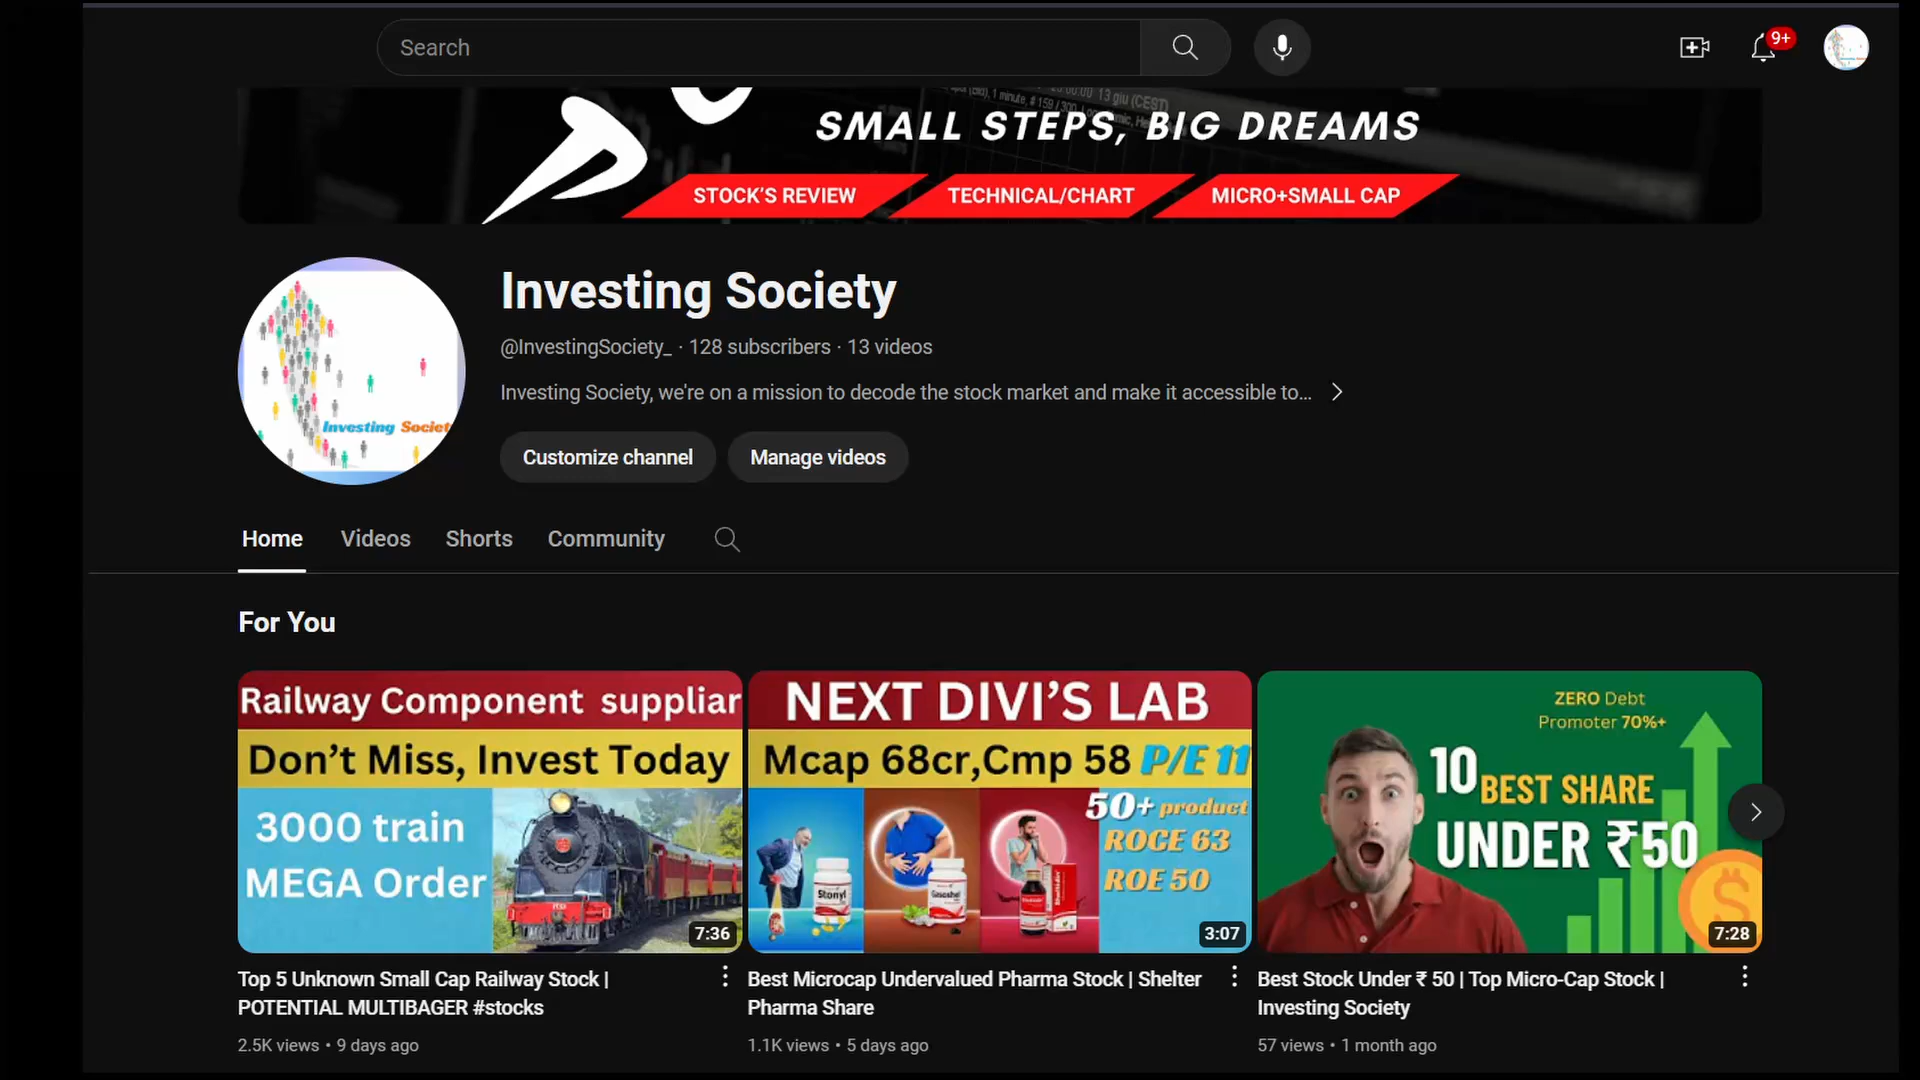 Search
9+
SMALL STEPS, BIG DREAMS
STOCK'S REVIEW
TECHNICAL/CHART
MICRO+SMALL CAP
Investing Society
@InvestingSociety_ · 128 subscribers · 13 videos
Investing Society, we're on a mission to decode the stock market and make it accessible to...
Investing Societ
Customize channel
Manage videos
Home
Videos
Shorts
Community
For You
Railway Component suppliar
Don't Miss, Invest Today
3000 train
MEGA Order
7:36
NEXT DIVI'S LAB
Mcap 68cr,Cmp 58 P/E 11
50+ product
ROCE 63
ROE 50
Stonyl
3:07
ZERO Debt
Promoter 70%+
10 BEST SHARE
UNDER ₹50
7:28
Top 5 Unknown Small Cap Railway Stock |
POTENTIAL MULTIBAGER #stocks
2.5K views • 9 days ago
Best Microcap Undervalued Pharma Stock | Shelter
Pharma Share
1.1K views • 5 days ago
Best Stock Under ₹ 50 | Top Micro-Cap Stock |
Investing Society
57 views • 1 month ago